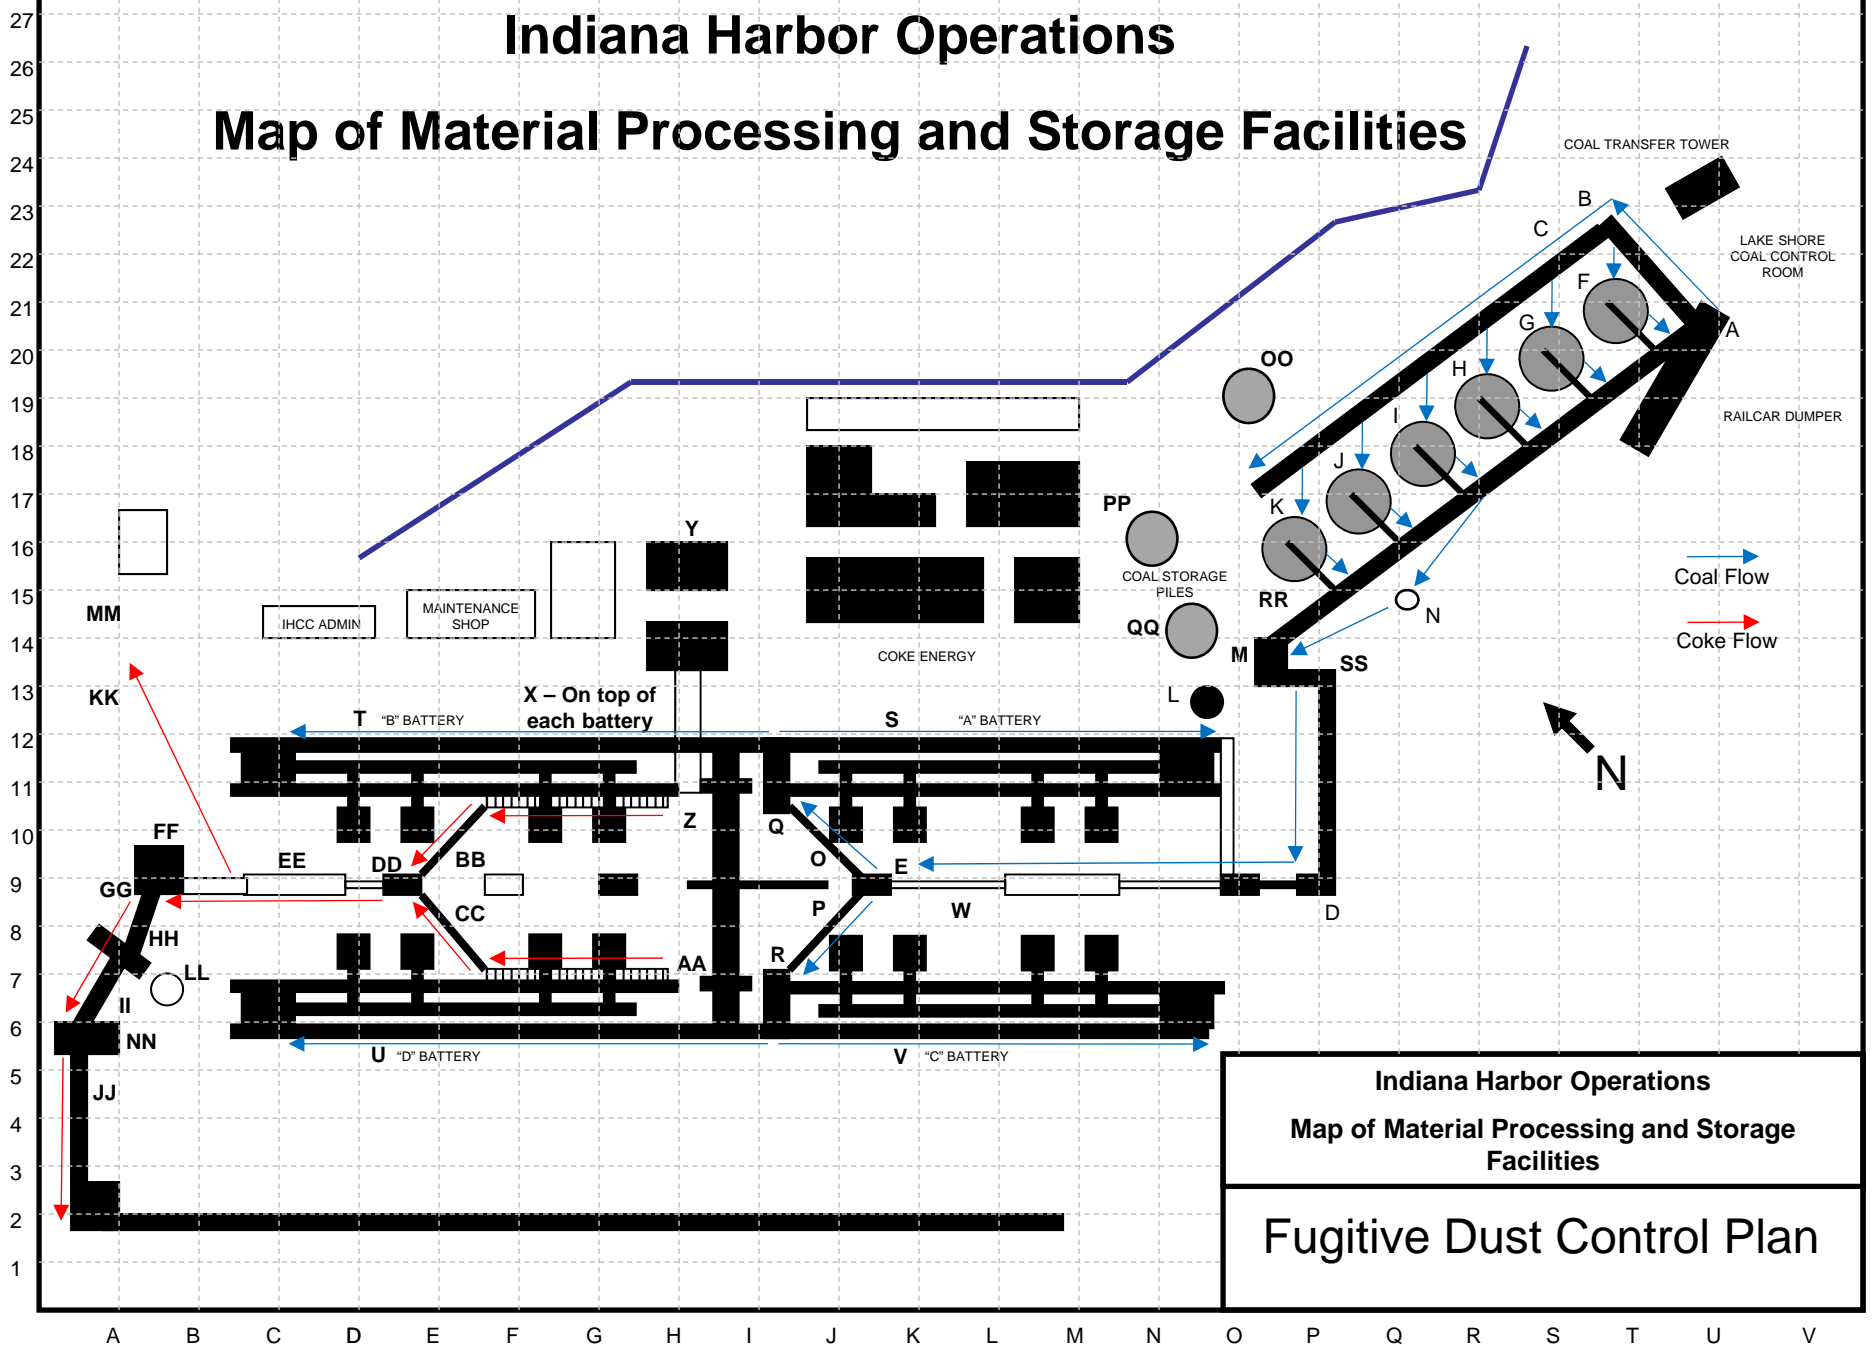 27
Indiana Harbor Operations
26
25
Map of Material Processing and Storage Facilities
COAL TRANSFER TOWER
24
23
B
C
LAKE SHORE
COAL CONTROL
ROOM
22
F
21
G
A
20
OO
H
19
I
RAILCAR DUMPER
18
J
17
PP
K
Y
16
COAL STORAGE
PILES
Coal Flow
15
RR
MM
IHCC ADMIN
MAINTENANCE
SHOP
N
14
QQ
COKE ENERGY
M
SS
Coke Flow
13
KK
X – On top of
each battery
L
T "B" BATTERY
S "A" BATTERY
12
N
11
Z
Q
10
FF
EE
DD
BB
O
E
9
GG
CC
P
W
D
8
HH
R
AA
7
LL
II
6
NN
U "D" BATTERY
V "C" BATTERY
5
JJ
Indiana Harbor Operations
4
Map of Material Processing and Storage
Facilities
3
2
Fugitive Dust Control Plan
1
A B C D E F G H I J K L M N O P Q R S T U V